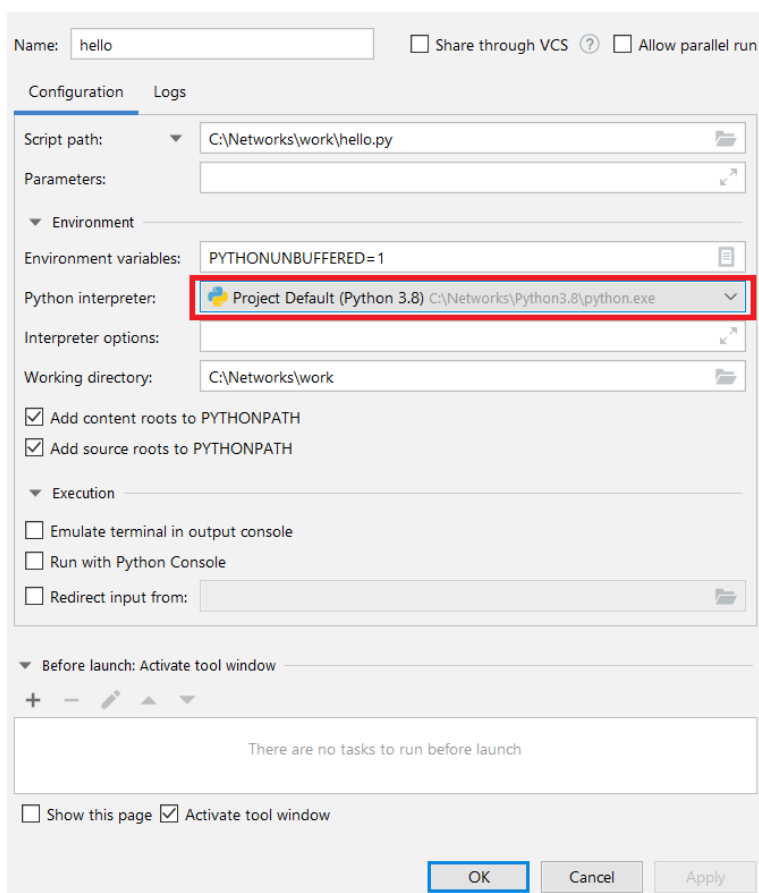 Name: hello Share through VCS ? Allow parallel run
Configuration Logs
Script path: C:\Networks\work\hello.py
Parameters:
Environment
Environment variables: PYTHONUNBUFFERED=1
Python interpreter: Project Default (Python 3.8) C:\Networks\Python3.8\python.exe
Interpreter options:
Working directory: C:\Networks\work
Add content roots to PYTHONPATH
Add source roots to PYTHONPATH
Execution
Emulate terminal in output console
Run with Python Console
Redirect input from:
Before launch: Activate tool window
There are no tasks to run before launch
Show this page Activate tool window
OK Cancel Apply